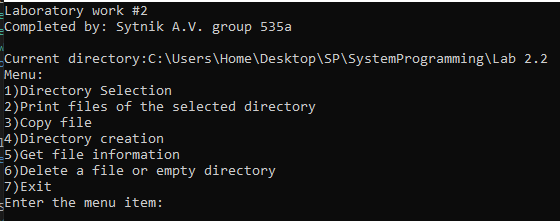 Laboratory work #2
Completed by: Sytnik A.V. group 535a
Current directory:C:\Users\Home\Desktop\SP\SystemProgramming\Lab 2.2
Menu:
1)Directory Selection
2)Print files of the selected directory
3)Copy file
4)Directory creation
5)Get file information
6)Delete a file or empty directory
7)Exit
Enter the menu item: